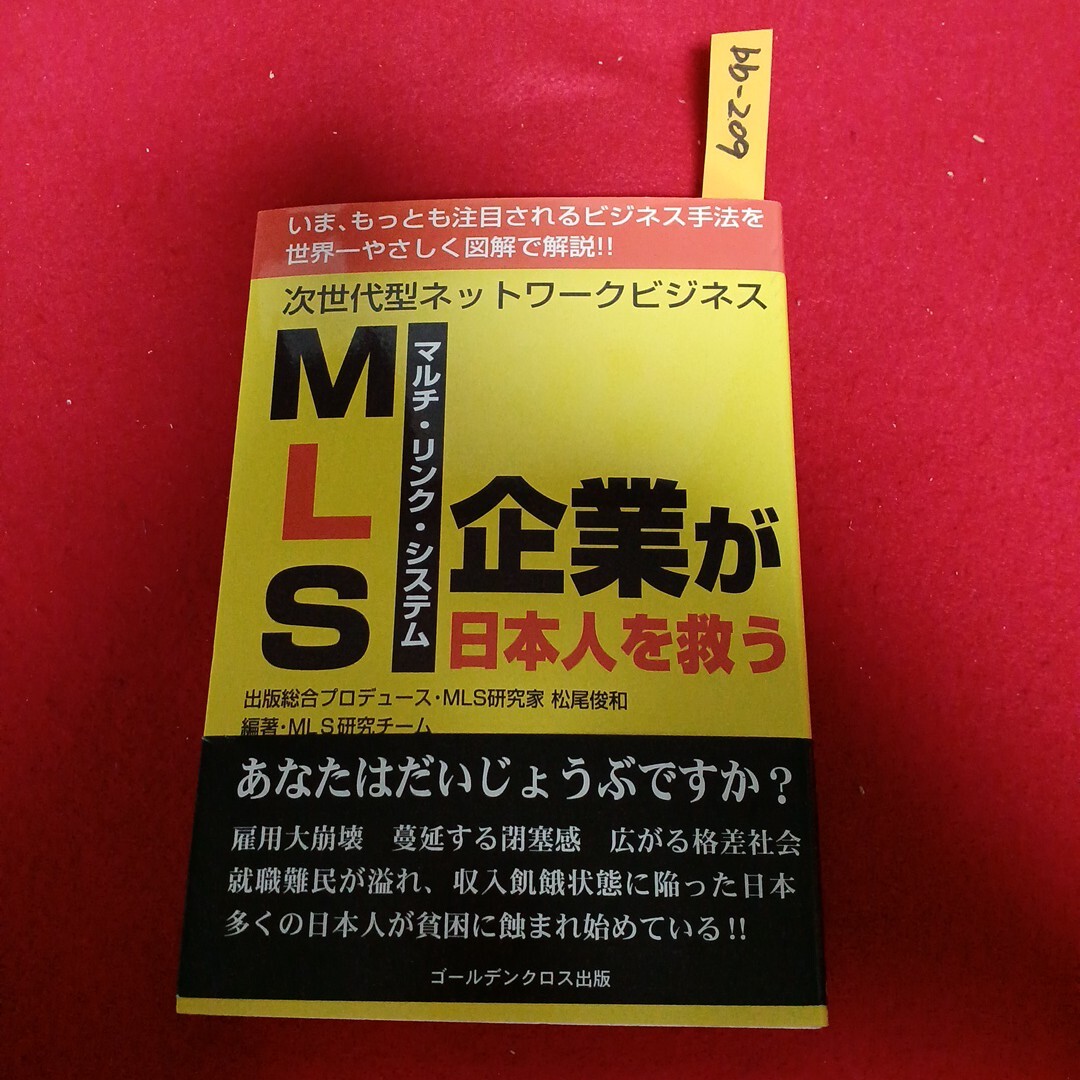 bb-209
いま、もっとも注目されるビジネス手法を
世界一やさしく図解で解説!!
次世代型ネットワークビジネス
MLS
マルチ・リンク・システム
企業が
日本人を救う
出版総合プロデュース・MLS研究家 松尾俊和
編著・MLS研究チーム
あなたはだいじょうぶですか?
雇用大崩壊 蔓延する閉塞感 広がる格差社会
就職難民が溢れ、収入飢餓状態に陥った日本
多くの日本人が貧困に蝕まれ始めている!!
ゴールデンクロス出版